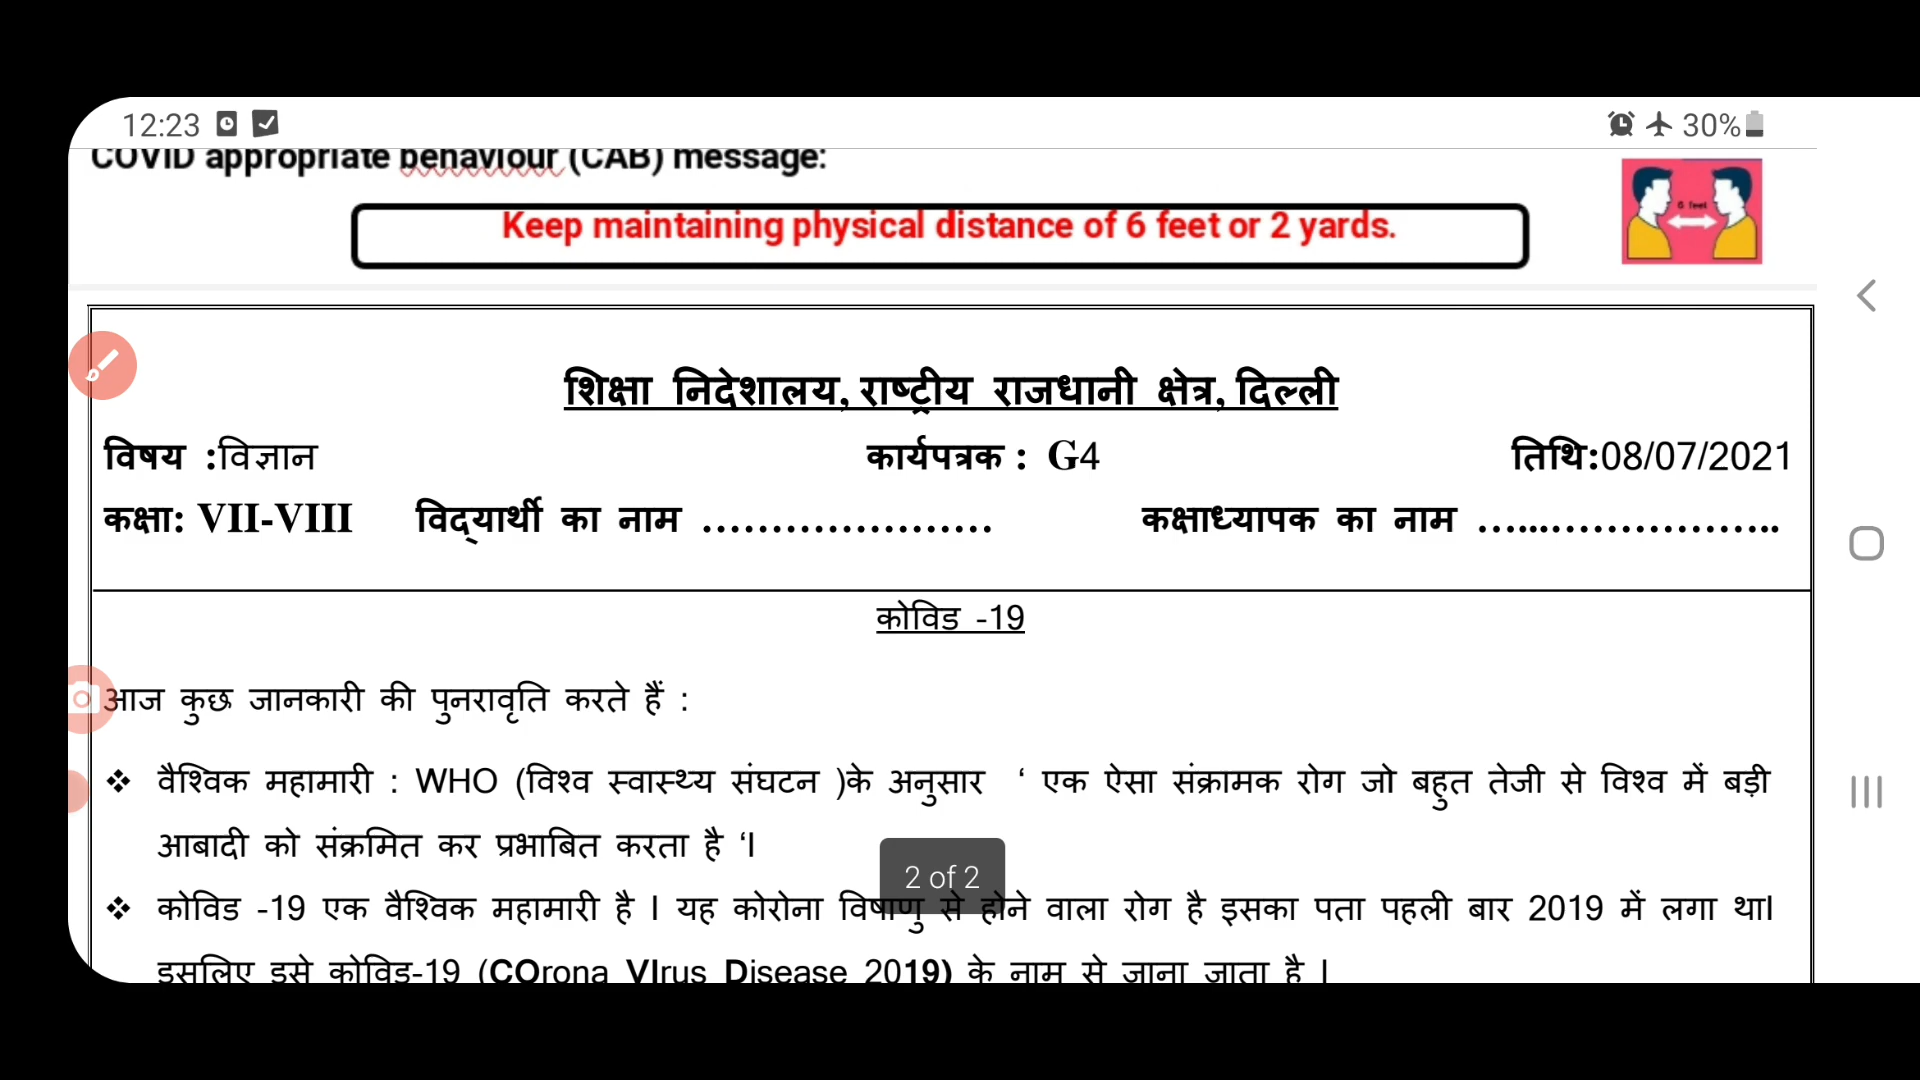 12:23
30%
COVID appropriate behaviour (CAB) message:
Keep maintaining physical distance of 6 feet or 2 yards.
6 feet
शिक्षा निदेशालय, राष्ट्रीय राजधानी क्षेत्र, दिल्ली
विषय :विज्ञान कार्यपत्रक : G4 तिथि:08/07/2021
कक्षा: VII-VIII विद्यार्थी का नाम ..................... कक्षाध्यापक का नाम ......................
कोविड -19
आज कुछ जानकारी की पुनरावृति करते हैं :
❖ वैश्विक महामारी : WHO (विश्व स्वास्थ्य संघटन )के अनुसार ‘ एक ऐसा संक्रामक रोग जो बहुत तेजी से विश्व में बड़ी
आबादी को संक्रमित कर प्रभाबित करता है ‘।
2 of 2
❖ कोविड -19 एक वैश्विक महामारी है । यह कोरोना विषाणु से होने वाला रोग है इसका पता पहली बार 2019 में लगा था।
इसलिए इसे कोविड-19 (COrona VIrus Disease 2019) के नाम से जाना जाता है ।